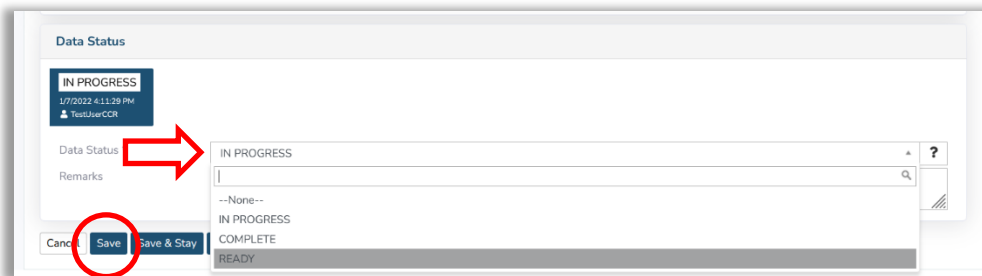 Data Status
IN PROGRESS
1/7/2022 4:11:29 PM
TestUserCCR
Data Status
IN PROGRESS
?
Remarks
--None--
IN PROGRESS
COMPLETE
READY
Cancel Save Save & Stay